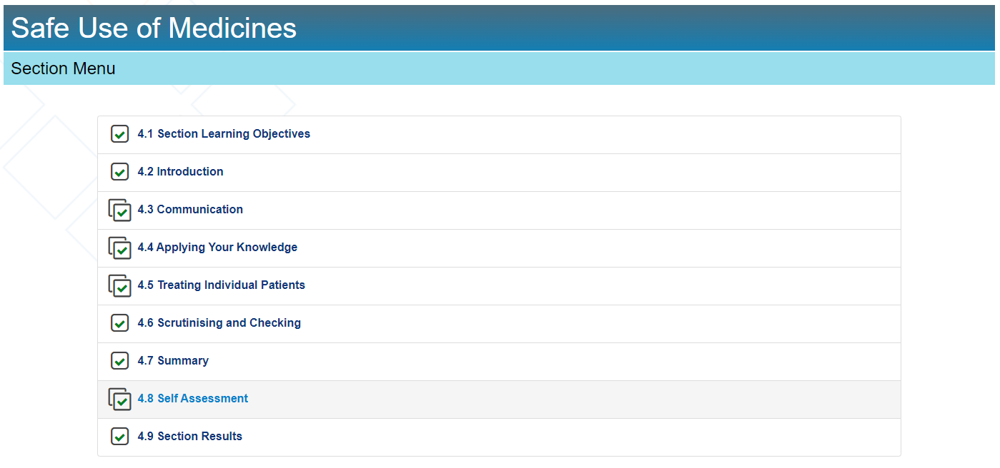 Safe Use of Medicines
Section Menu
4.1 Section Learning Objectives
4.2 Introduction
4.3 Communication
4.4 Applying Your Knowledge
4.5 Treating Individual Patients
4.6 Scrutinising and Checking
4.7 Summary
4.8 Self Assessment
4.9 Section Results